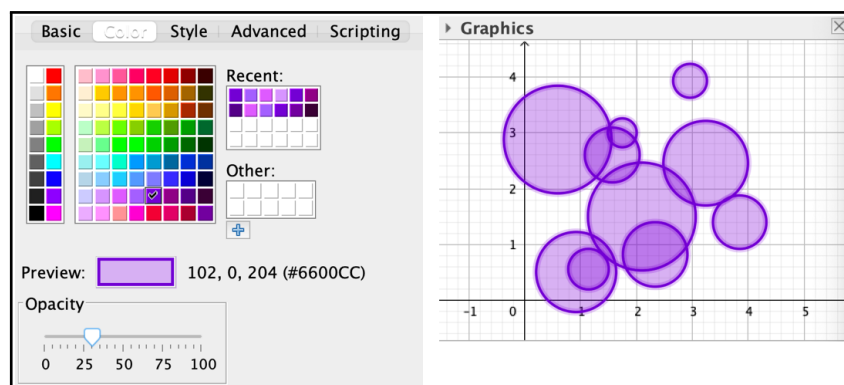 Basic Color Style Advanced Scripting
Recent:
Other:
Preview: 102, 0, 204 (#6600CC)
Opacity
0 25 50 75 100
Graphics
4
3
2
1
-1 0 1 2 3 4 5